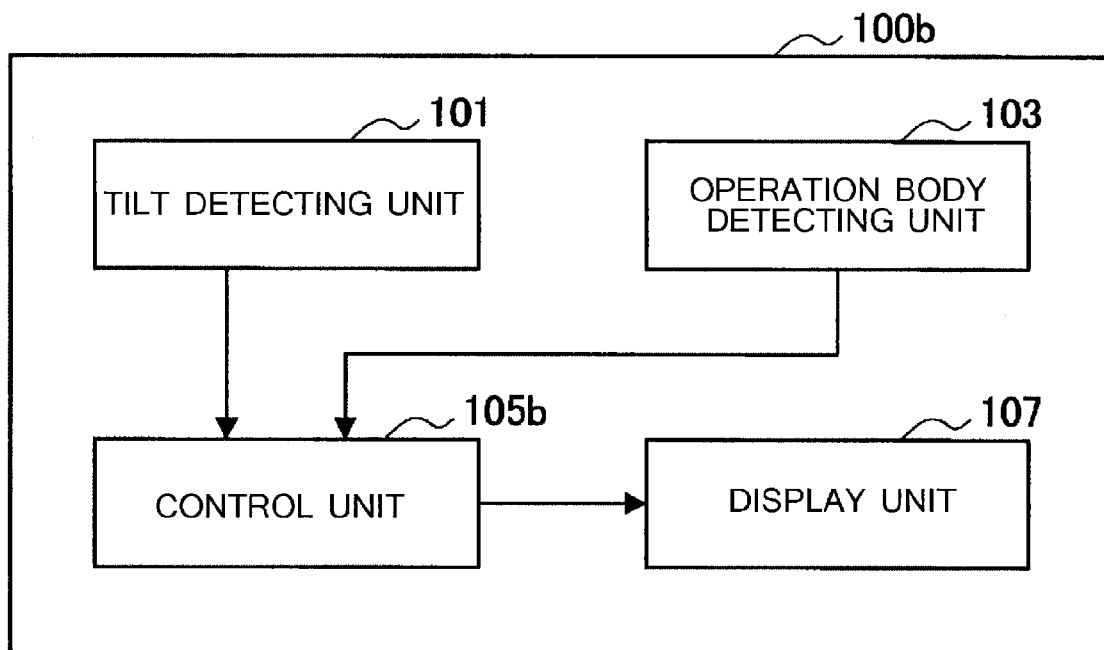 100b
101
TILT DETECTING UNIT
103
OPERATION BODY
DETECTING UNIT
105b
CONTROL UNIT
107
DISPLAY UNIT